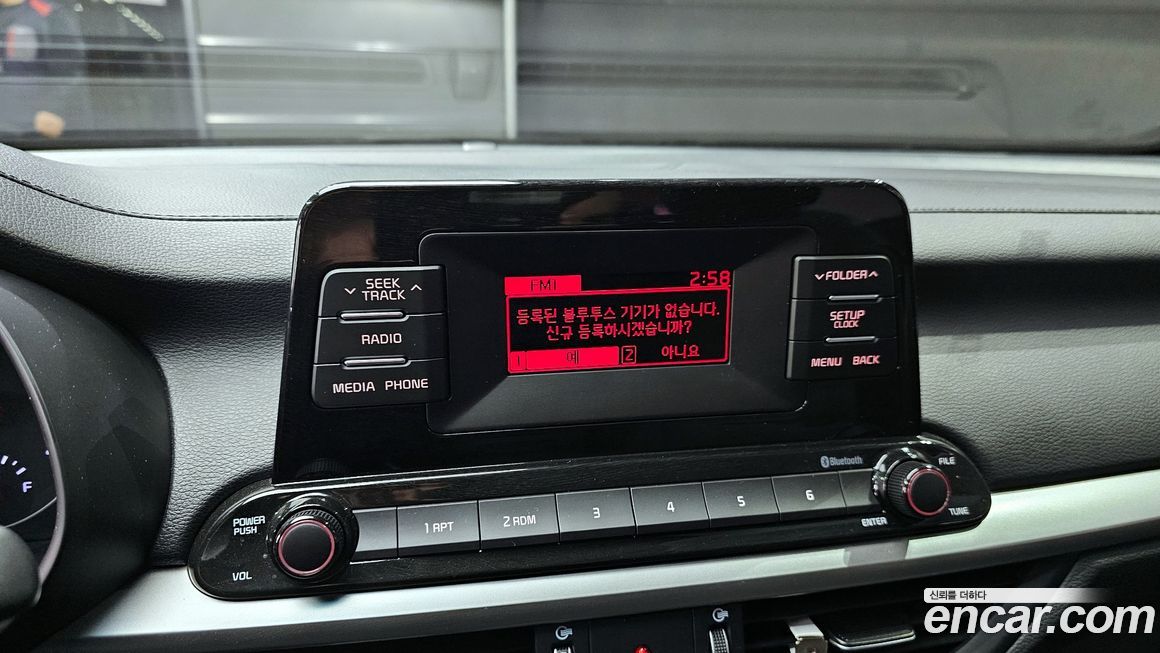 FM1 2:58
등록된 블루투스 기기가 없습니다.
신규 등록하시겠습니까?
1 예 2 아니요
SEEK
TRACK
RADIO
MEDIA PHONE
FOLDER
SETUP
CLOCK
MENU BACK
Bluetooth
POWER
PUSH
VOL
1 RPT
2 RDM
3
4
5
6
FILE
TUNE
ENTER
F
신뢰를 더하다
encar.com